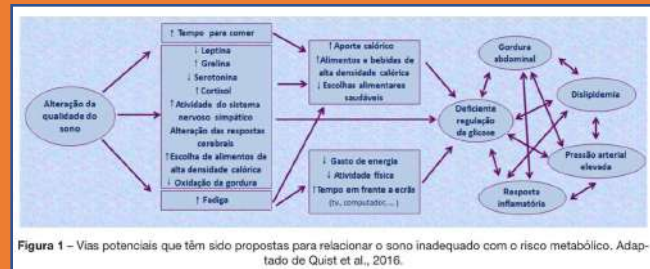 Alteração da
qualidade do
sono
↑ Tempo para comer
↓ Leptina
↑ Grelina
↓ Serotonina
↑ Cortisol
↑ Atividade do sistema
nervoso simpático
Alteração das respostas
cerebrais
↑Escolha de alimentos de
alta densidade calórica
↓ Oxidação da gordura
↑ Fadiga
↑ Aporte calórico
↑Alimentos e bebidas de
alta densidade calórica
↓ Escolhas alimentares
saudáveis
↓ Gasto de energia
↓ Atividade física
↑Tempo em frente a ecrãs
(tv, computador, ... )
Deficiente
regulação
da glicose
Gordura
abdominal
Dislipidemia
Pressão arterial
elevada
Resposta
inflamatória
Figura 1 – Vias potenciais que têm sido propostas para relacionar o sono inadequado com o risco metabólico. Adap-
tado de Quist et al., 2016.